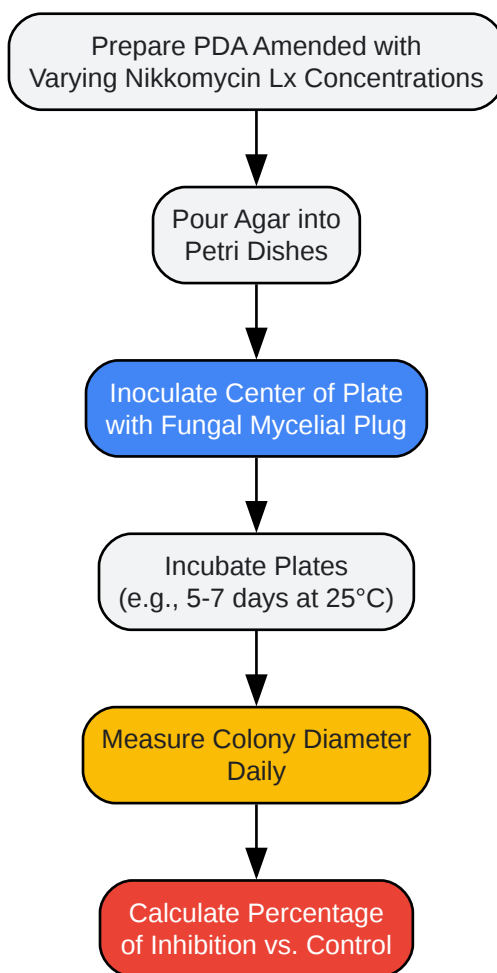 Prepare PDA Amended with
Varying Nikkomycin Lx Concentrations
Pour Agar into
Petri Dishes
Inoculate Center of Plate
with Fungal Mycelial Plug
Incubate Plates
(e.g., 5-7 days at 25°C)
Measure Colony Diameter
Daily
Calculate Percentage
of Inhibition vs. Control